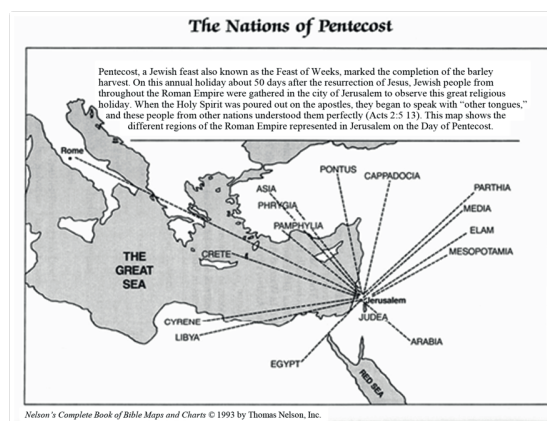 The Nations of Pentecost
Pentecost, a Jewish feast also known as the Feast of Weeks, marked the completion of the barley
harvest. On this annual holiday about 50 days after the resurrection of Jesus, Jewish people from
throughout the Roman Empire were gathered in the city of Jerusalem to observe this great religious
holiday. When the Holy Spirit was poured out on the apostles, they began to speak with “other tongues,”
and these people from other nations understood them perfectly (Acts 2:5 13). This map shows the
different regions of the Roman Empire represented in Jerusalem on the Day of Pentecost.
Rome
PONTUS
CAPPADOCIA
ASIA
PARTHIA
PHRYGIA
MEDIA
PAMPHYLIA
ELAM
CRETE
MESOPOTAMIA
THE
GREAT
SEA
Jerusalem
CYRENE
JUDEA
LIBYA
ARABIA
EGYPT
RED SEA
Nelson's Complete Book of Bible Maps and Charts © 1993 by Thomas Nelson, Inc.